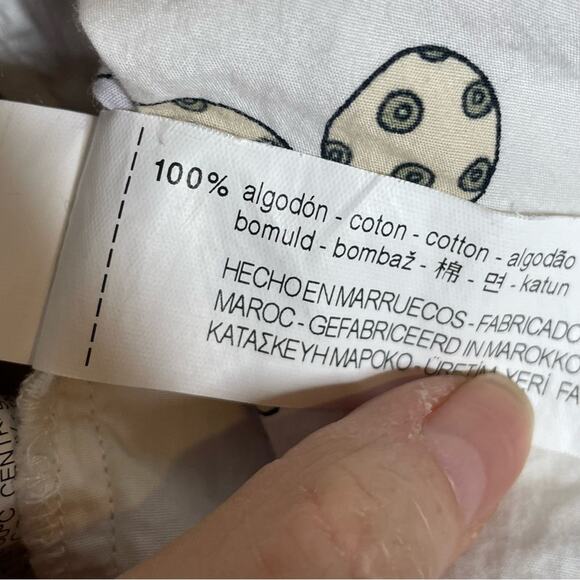 100% algodón - coton - cotton - algodão
bomuld - bombaž - 棉 - 면 - katun
HECHO EN MARRUECOS - FABRICADO
MAROC - GEFABRICEERD IN MAROKKO
ΚΑΤΑΣΚΕΥΗ ΜΑΡΟΚΟ - ÜRETİM YERİ FA